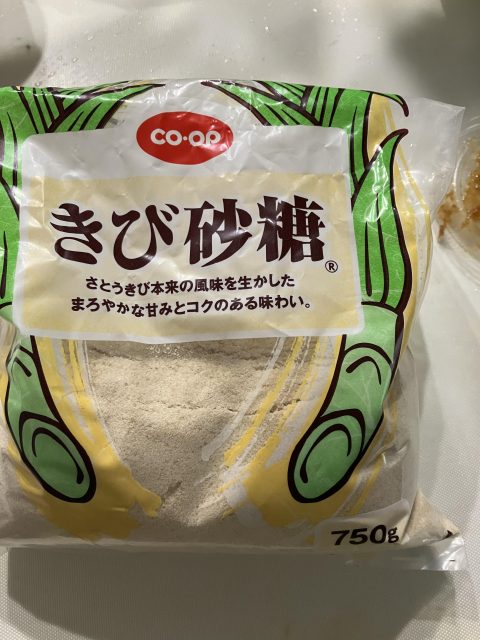 CO·OP
きび砂糖®
さとうきび本来の風味を生かした
まろやかな甘みとコクのある味わい。
750g